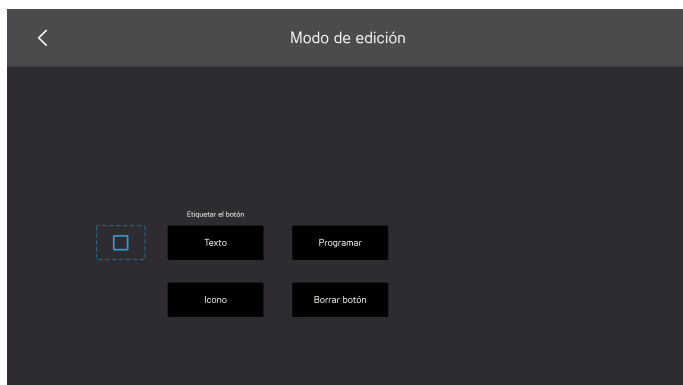 Modo de edición
Etiquetar el botón
Texto
Programar
Icono
Borrar botón